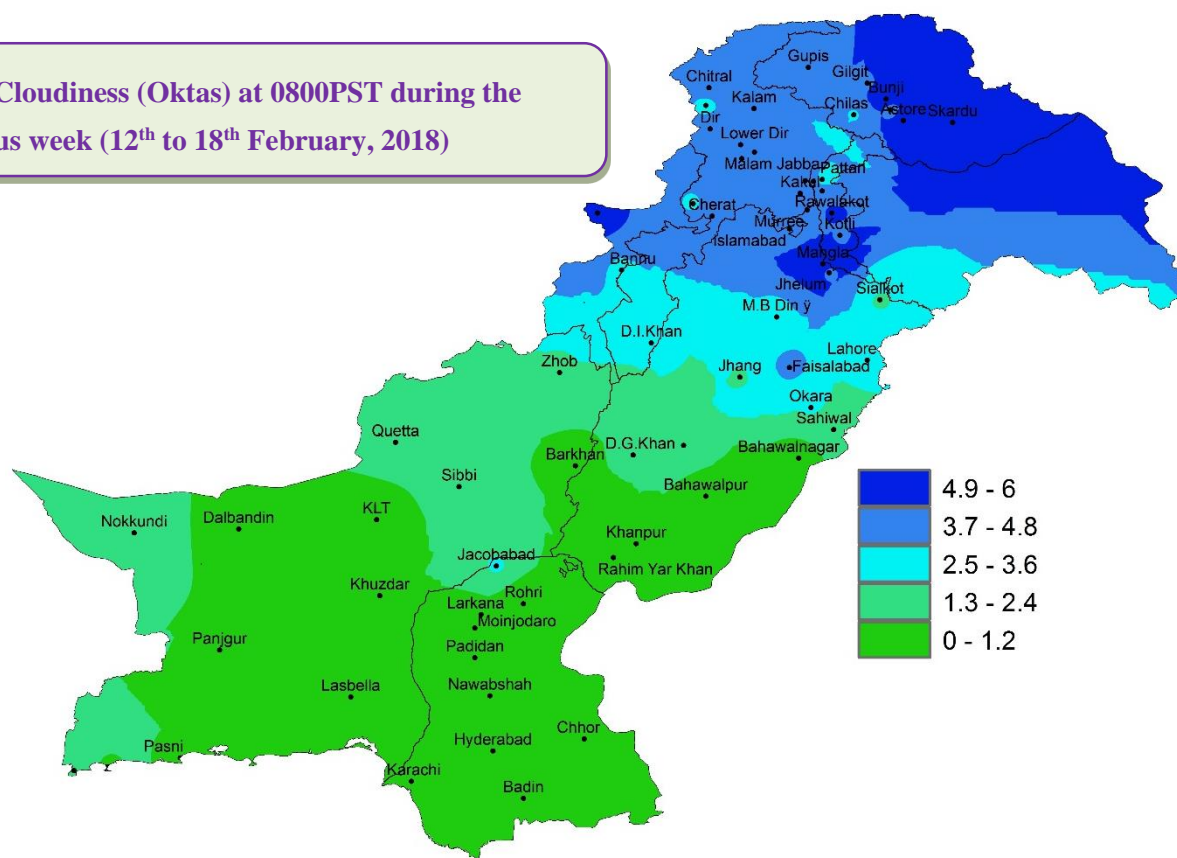 Cloudiness (Oktas) at 0800PST during the
us week (12th to 18th February, 2018)
Gupis
Gilgit
Chitral
Bunji
Kalam
Chilas
Astore
Skardu
Dir
Lower Dir
Malam Jabba
Pattan
Kakul
Cherat
Rawalakot
Murree
Kotli
Islamabad
Mangla
Bannu
Jhelum
Sialkot
M.B Din ÿ
D.I.Khan
Lahore
Zhob
Jhang
Faisalabad
Okara
Sahiwal
Quetta
D.G.Khan
Barkhan
Bahawalnagar
Sibbi
Bahawalpur
4.9 - 6
KLT
Nokkundi
Dalbandin
3.7 - 4.8
Khanpur
Jacobabad
Rahim Yar Khan
2.5 - 3.6
Khuzdar
Rohri
Larkana
1.3 - 2.4
Moinjodaro
Panjgur
Padidan
0 - 1.2
Lasbella
Nawabshah
Chhor
Pasni
Hyderabad
Karachi
Badin